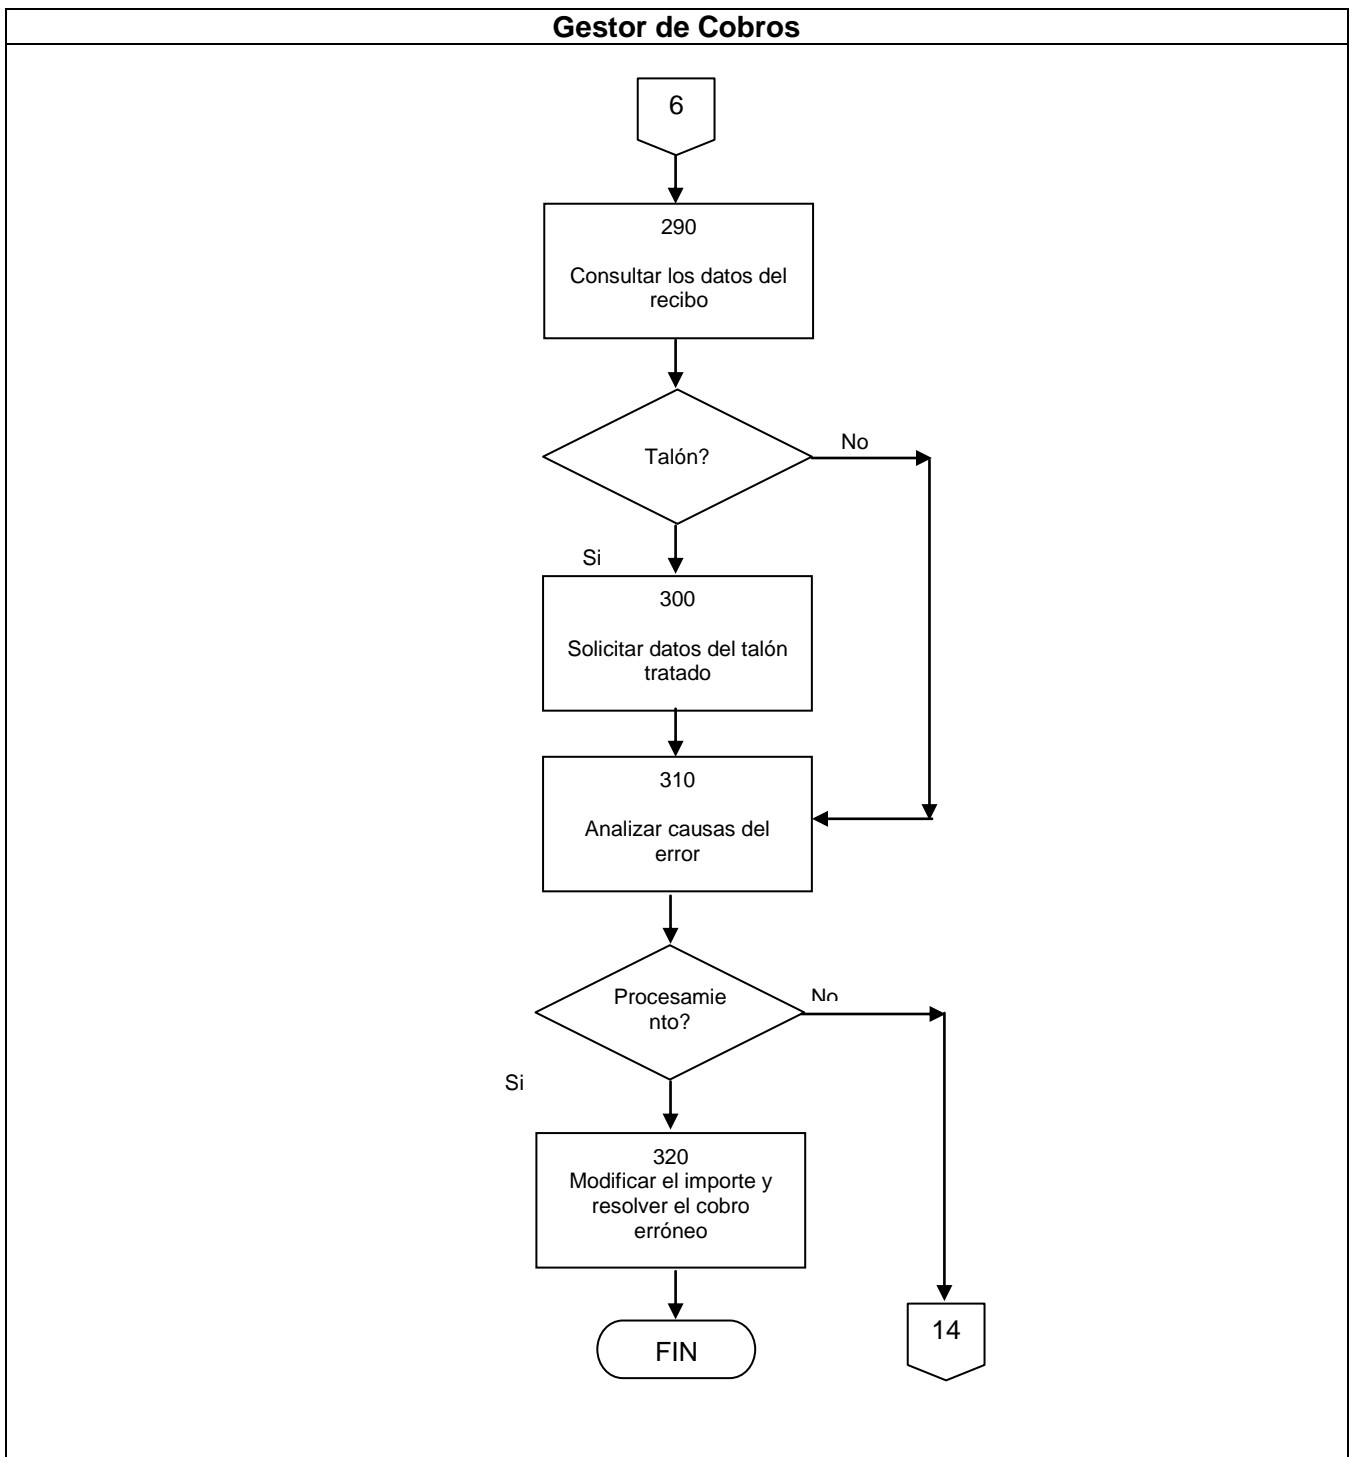 Gestor de Cobros
6
290
Consultar los datos del
recibo
Talón?
No
Si
300
Solicitar datos del talón
tratado
310
Analizar causas del
error
Procesamie
nto?
No
Si
320
Modificar el importe y
resolver el cobro
erróneo
14
FIN